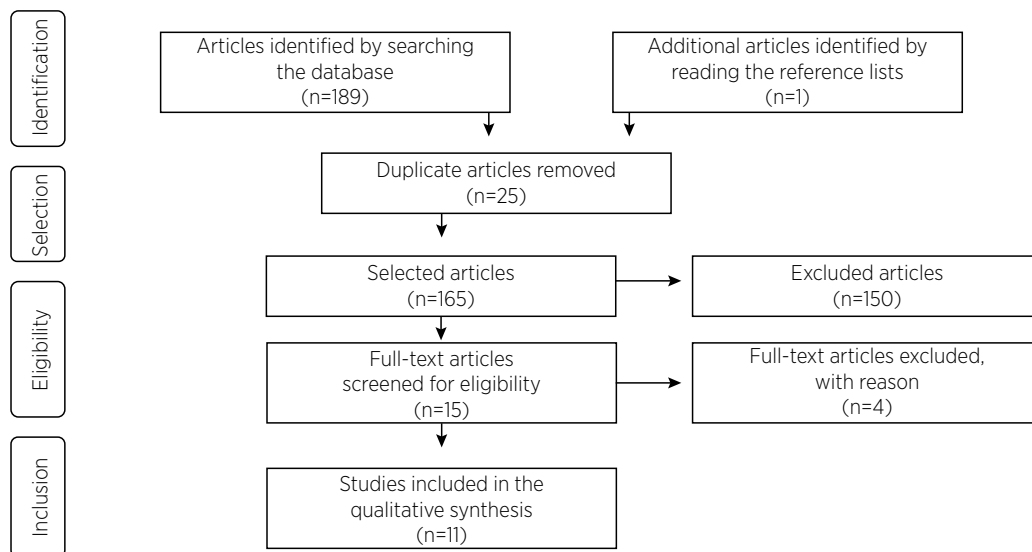 Identification
Articles identified by searching
the database
(n=189)
Additional articles identified by
reading the reference lists
(n=1)
Selection
Duplicate articles removed
(n=25)
Selected articles
(n=165)
Excluded articles
(n=150)
Eligibility
Full-text articles
screened for eligibility
(n=15)
Full-text articles excluded,
with reason
(n=4)
Inclusion
Studies included in the
qualitative synthesis
(n=11)